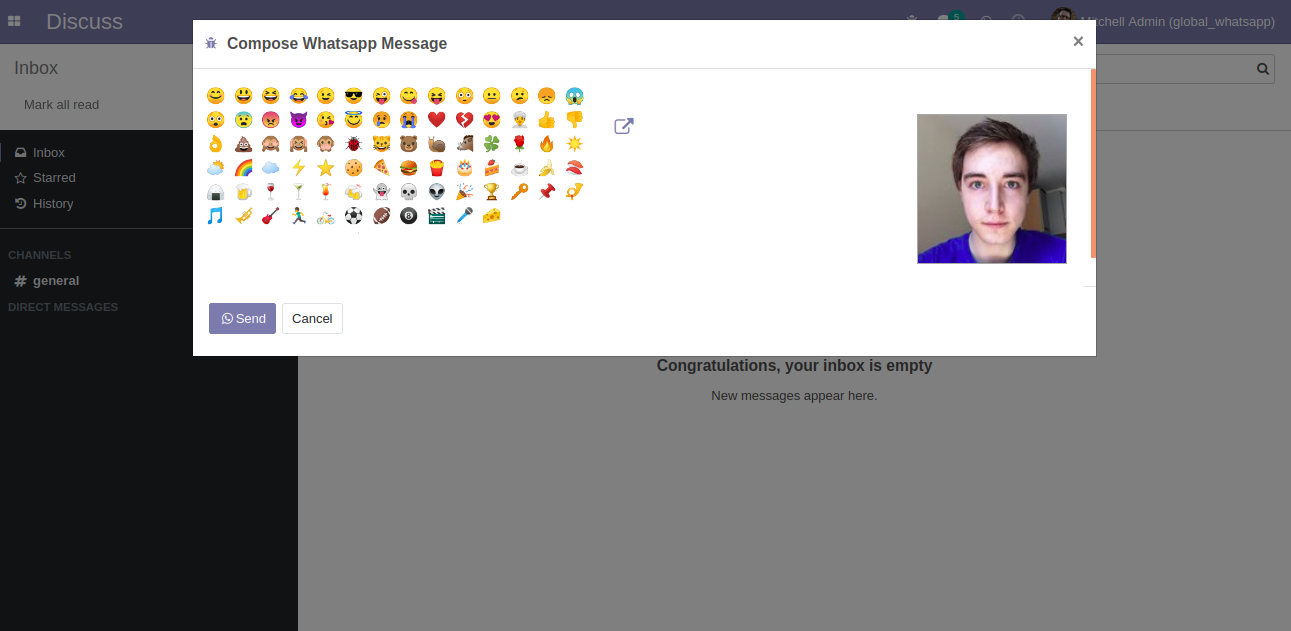 Discuss
5
Mitchell Admin (global_whatsapp)
Compose Whatsapp Message
×
Inbox
Mark all read
Inbox
Starred
History
CHANNELS
# general
DIRECT MESSAGES
Send
Cancel
Congratulations, your inbox is empty
New messages appear here.